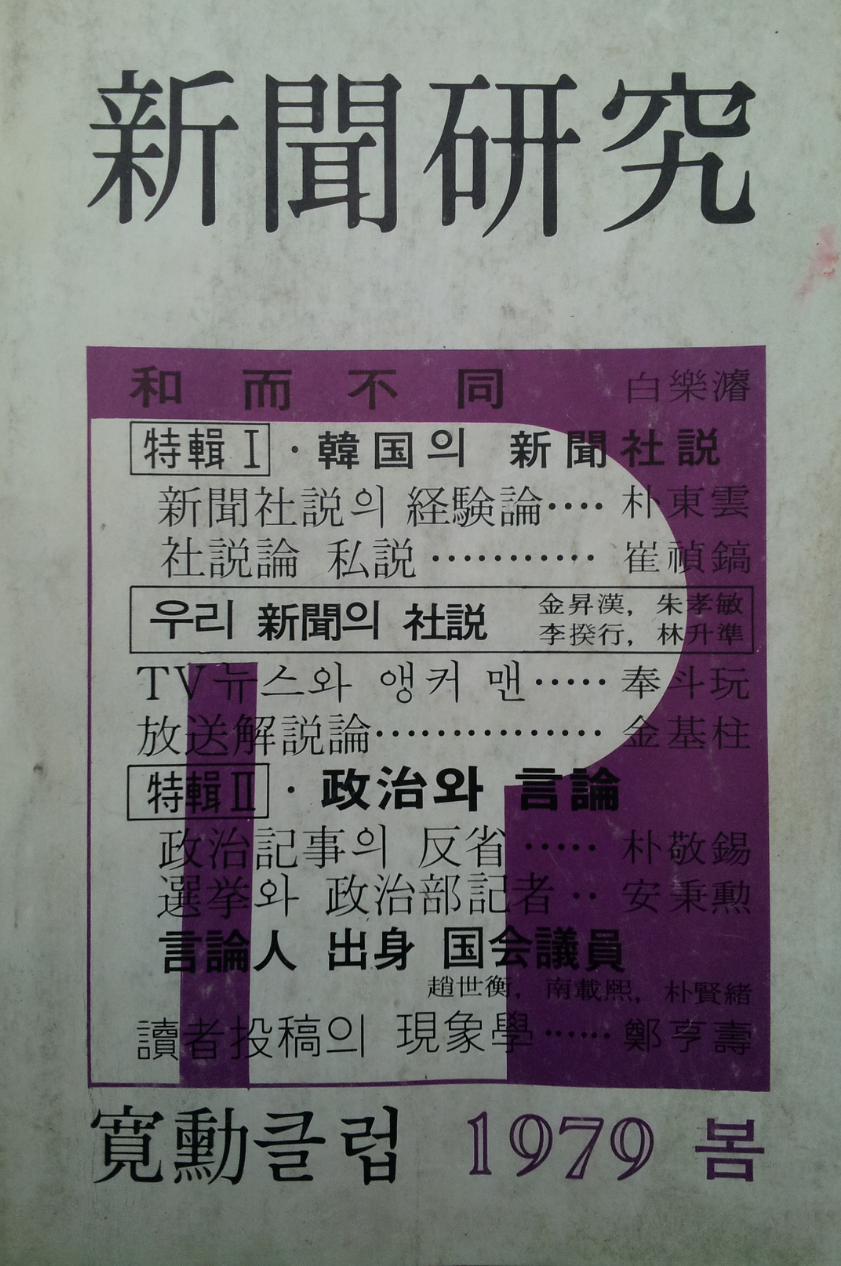 新聞研究
和而不同 白樂濬
特輯 I · 韓国의 新聞社説
新聞社説의 経験論···· 朴東雲
社説論 私説 ··········· 崔禎鎬
우리 新聞의 社説 金昇漢, 朱孝敏
李揆行, 林升準
TV뉴스와 앵커 맨····· 奉斗玩
放送解説論··············· 金基柱
特輯 II · 政治와 言論
政治記事의 反省 ····· 朴敬錫
選挙와 政治部記者 ·· 安秉勲
言論人 出身 国会議員
趙世衡, 南載熙, 朴賢緒
讀者投稿의 現象學······ 鄭亨壽
寛勳클럽 1979 봄